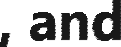 , and